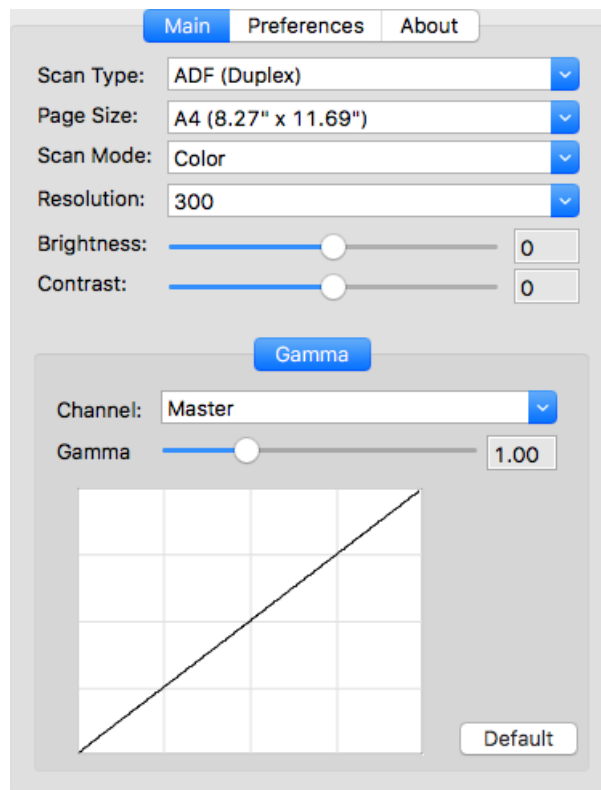 Main Preferences About
Scan Type: ADF (Duplex)
Page Size: A4 (8.27" x 11.69")
Scan Mode: Color
Resolution: 300
Brightness: 0
Contrast: 0
Gamma
Channel: Master
Gamma 1.00
Default